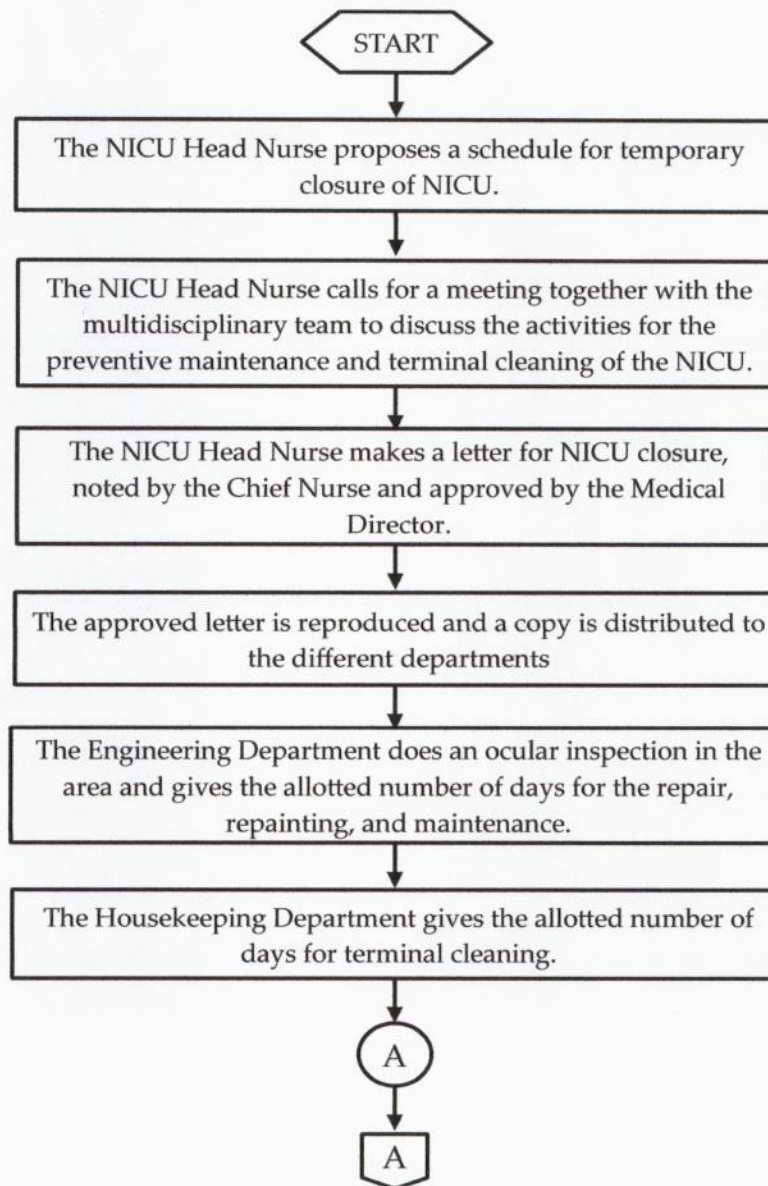 START
The NICU Head Nurse proposes a schedule for temporary
closure of NICU.
The NICU Head Nurse calls for a meeting together with the
multidisciplinary team to discuss the activities for the
preventive maintenance and terminal cleaning of the NICU.
The NICU Head Nurse makes a letter for NICU closure,
noted by the Chief Nurse and approved by the Medical
Director.
The approved letter is reproduced and a copy is distributed to
the different departments
The Engineering Department does an ocular inspection in the
area and gives the allotted number of days for the repair,
repainting, and maintenance.
The Housekeeping Department gives the allotted number of
days for terminal cleaning.
A
A